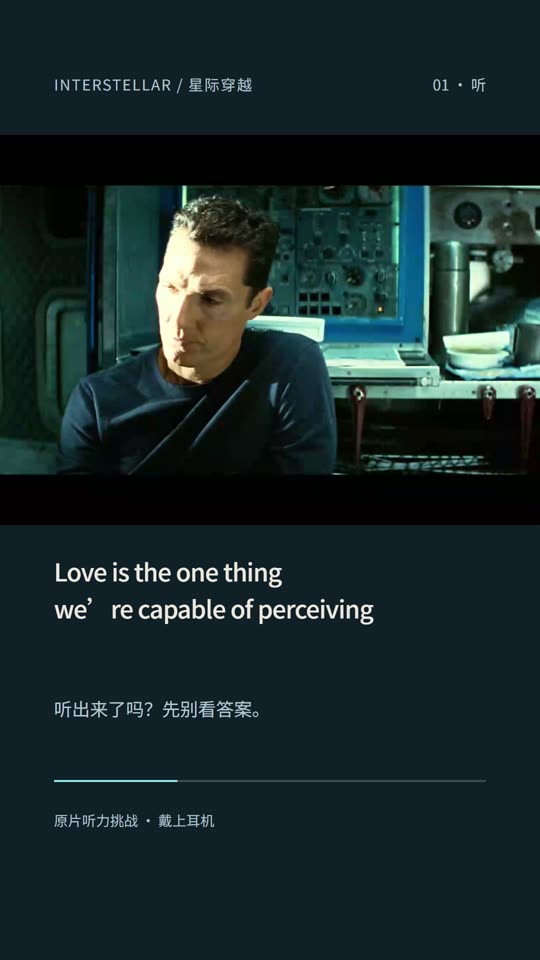 INTERSTELLAR / 星际穿越
01 · 听
Love is the one thing
we’re capable of perceiving
听出来了吗？先别看答案。
原片听力挑战 · 戴上耳机